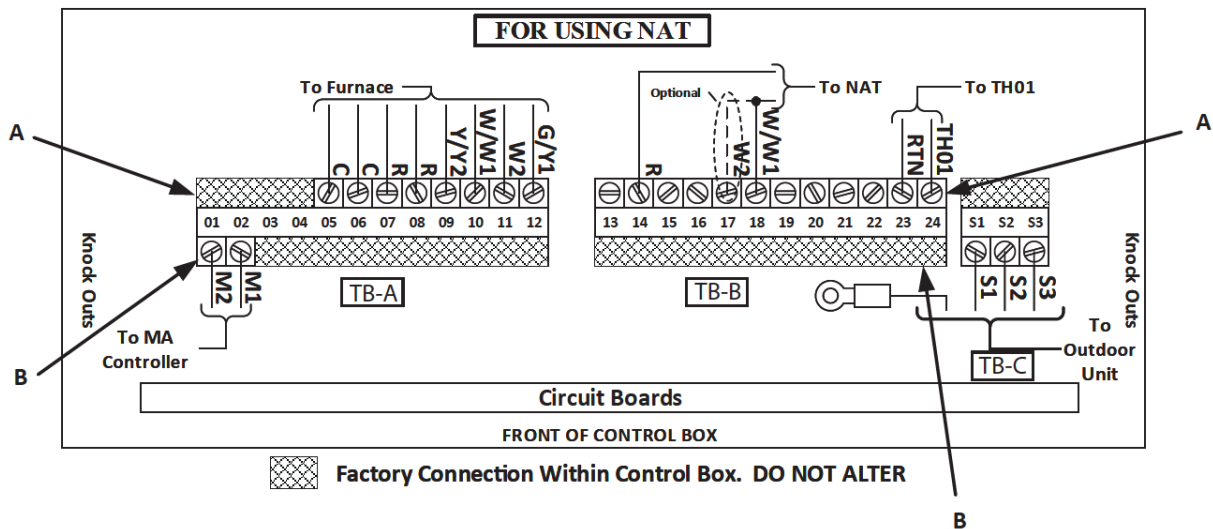 FOR USING NAT
To Furnace
Optional
To NAT
To TH01
A
A
C
C
R
R
Y/Y2
W/W1
W2
G/Y1
R
W2
W/W1
RTN
TH01
01 02 03 04 05 06 07 08 09 10 11 12
13 14 15 16 17 18 19 20 21 22 23 24
S1 S2 S3
Knock Outs
Knock Outs
M2
M1
TB-A
TB-B
S1
S2
S3
To MA
Controller
To
Outdoor
Unit
TB-C
B
Circuit Boards
FRONT OF CONTROL BOX
Factory Connection Within Control Box. DO NOT ALTER
B